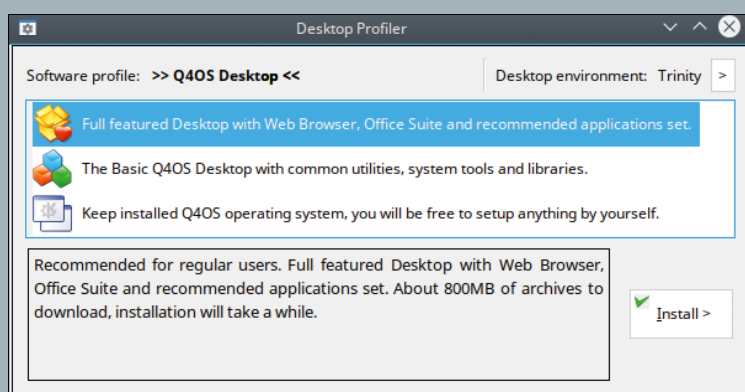 Desktop Profiler
Software profile: >> Q4OS Desktop << Desktop environment: Trinity >
Full featured Desktop with Web Browser, Office Suite and recommended applications set.
The Basic Q4OS Desktop with common utilities, system tools and libraries.
Keep installed Q4OS operating system, you will be free to setup anything by yourself.
Recommended for regular users. Full featured Desktop with Web Browser,
Office Suite and recommended applications set. About 800MB of archives to
download, installation will take a while.
Install >